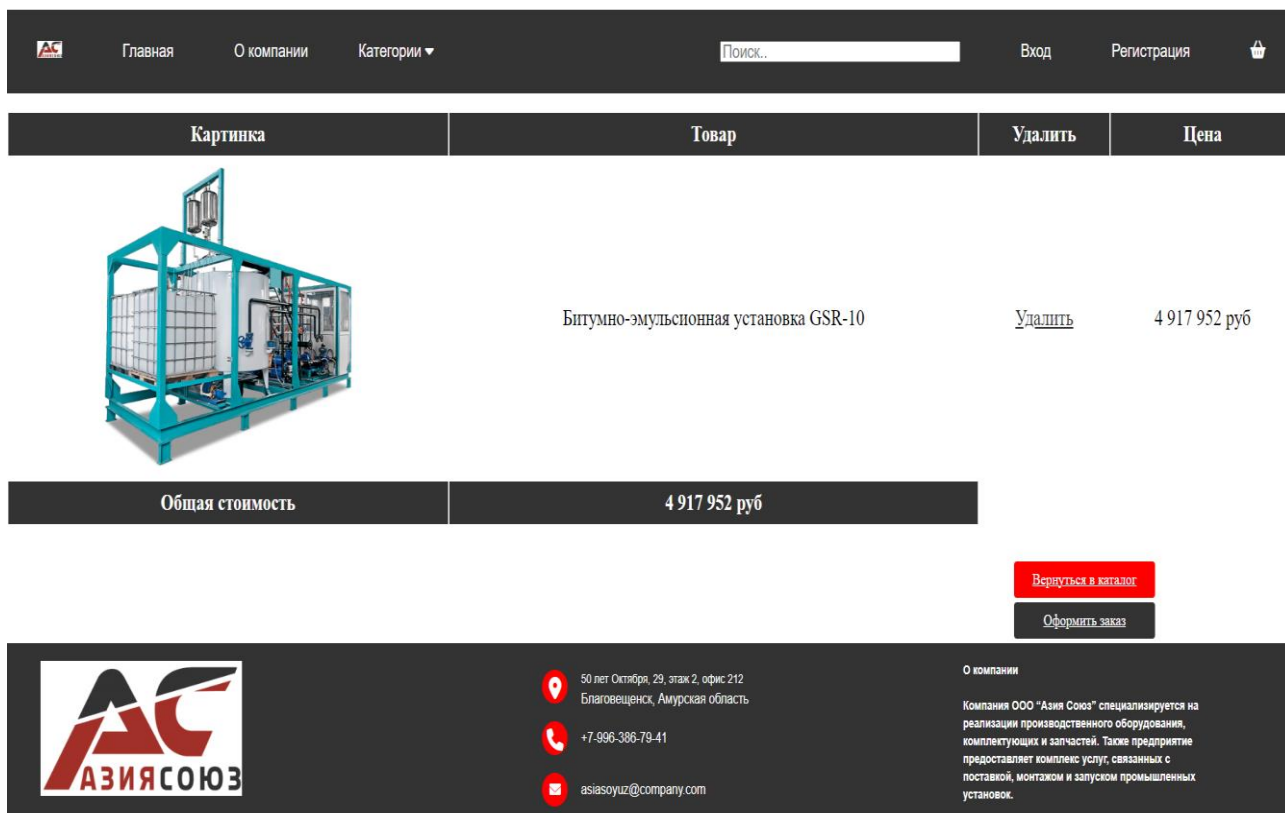 Главная О компании Категории Поиск.. Вход Регистрация
Картинка Товар Удалить Цена
Битумно-эмульсионная установка GSR-10 Удалить 4 917 952 руб
Общая стоимость 4 917 952 руб
Вернуться в каталог
Оформить заказ
АС
АЗИЯСОЮЗ
50 лет Октября, 29, этаж 2, офис 212
Благовещенск, Амурская область
+7-996-386-79-41
asiasoyuz@company.com
О компании
Компания ООО “Азия Союз” специализируется на
реализации производственного оборудования,
комплектующих и запчастей. Также предприятие
предоставляет комплекс услуг, связанных с
поставкой, монтажом и запуском промышленных
установок.